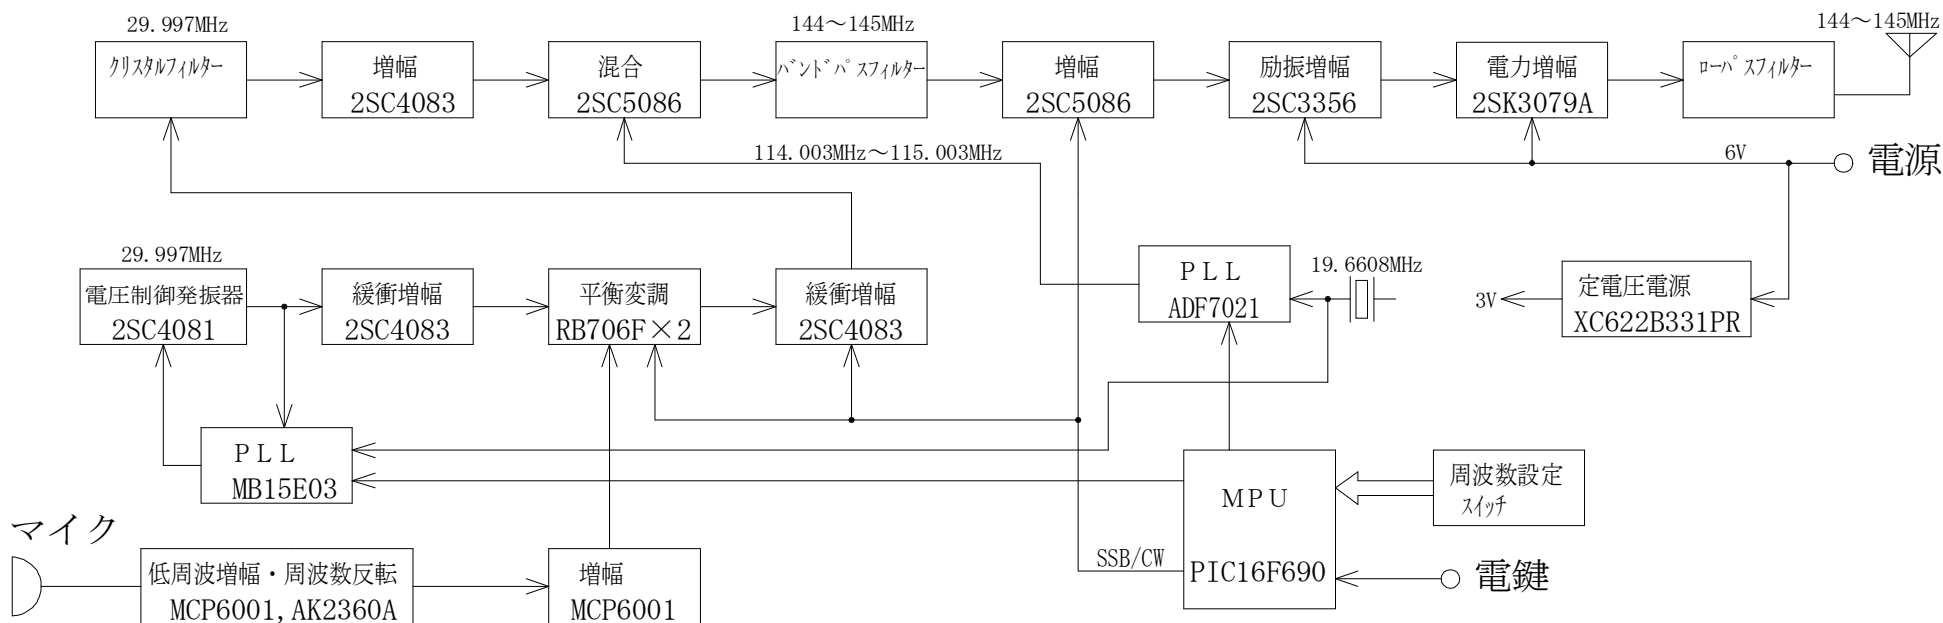 29.997MHz
144～145MHz
144～145MHz
クリスタルフィルター
増幅
2SC4083
混合
2SC5086
バンドパスフィルター
増幅
2SC5086
励振増幅
2SC3356
電力増幅
2SK3079A
ローパスフィルター
114.003MHz～115.003MHz
6V
電源
29.997MHz
電圧制御発振器
2SC4081
緩衝増幅
2SC4083
平衡変調
RB706F×2
緩衝増幅
2SC4083
ＰＬＬ
ADF7021
19.6608MHz
3V
定電圧電源
XC622B331PR
ＰＬＬ
MB15E03
ＭＰＵ
PIC16F690
周波数設定
スイッチ
マイク
低周波増幅・周波数反転
MCP6001,AK2360A
増幅
MCP6001
SSB/CW
電鍵